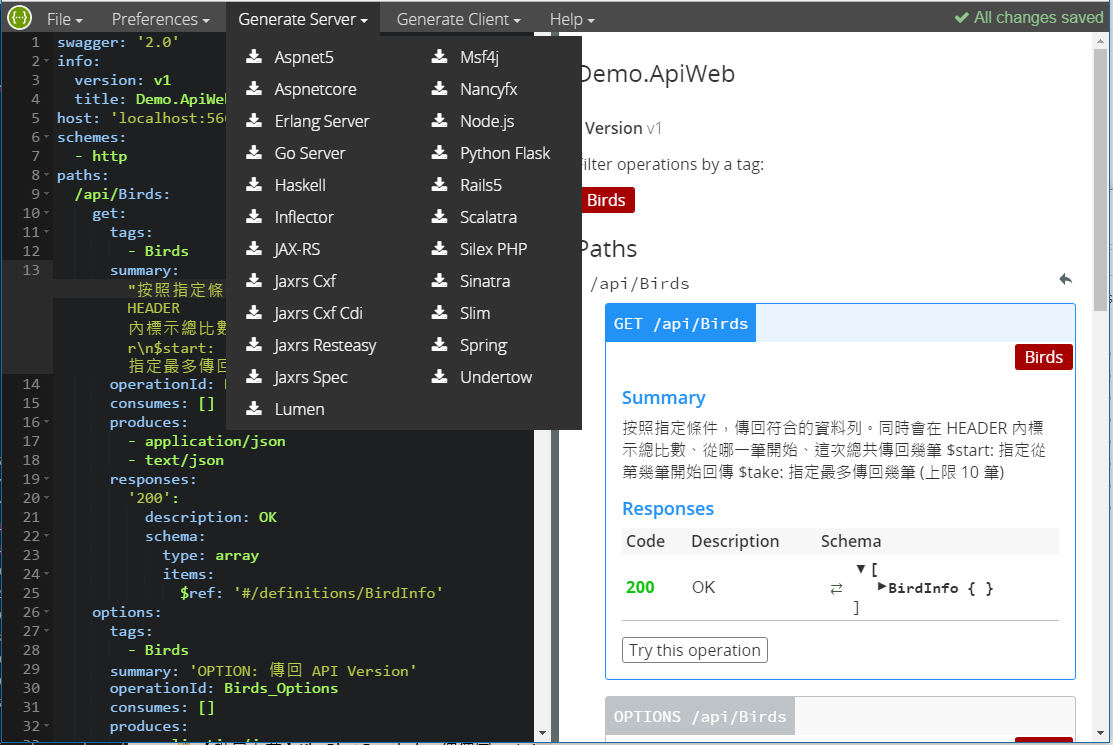 File Preferences Generate Server Generate Client Help All changes saved
Aspnet5
Aspnetcore
Erlang Server
Go Server
Haskell
Inflector
JAX-RS
Jaxrs Cxf
Jaxrs Cxf Cdi
Jaxrs Resteasy
Jaxrs Spec
Lumen
Msf4j
Nancyfx
Node.js
Python Flask
Rails5
Scalatra
Silex PHP
Sinatra
Slim
Spring
Undertow
1 swagger: '2.0'
2 info:
3 version: v1
4 title: Demo.ApiWeb
5 host: 'localhost:56
6 schemes:
7 - http
8 paths:
9 /api/Birds:
10 get:
11 tags:
12 - Birds
13 summary:
"按照指定條
HEADER
內標示總比數
r\n$start:
指定最多傳回
14 operationId:
15 consumes: []
16 produces:
17 - application/json
18 - text/json
19 responses:
20 '200':
21 description: OK
22 schema:
23 type: array
24 items:
25 $ref: '#/definitions/BirdInfo'
26 options:
27 tags:
28 - Birds
29 summary: 'OPTION: 傳回 API Version'
30 operationId: Birds_Options
31 consumes: []
32 produces:
Demo.ApiWeb
Version v1
Filter operations by a tag:
Birds
Paths
/api/Birds
GET /api/Birds
Birds
Summary
按照指定條件，傳回符合的資料列。同時會在 HEADER 內標
示總比數、從哪一筆開始、這次總共傳回幾筆 $start: 指定從
第幾筆開始回傳 $take: 指定最多傳回幾筆 (上限 10 筆)
Responses
Code Description Schema
200 OK ⇄ ▼ [
▶BirdInfo { }
]
Try this operation
OPTIONS /api/Birds